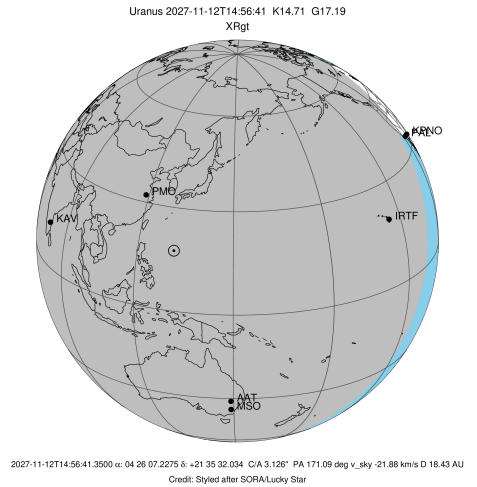 Uranus 2027-11-12T14:56:41  K14.71  G17.19
XRgt
KPNO
PAL
PMO
KAV
IRTF
AAT
MSO
2027-11-12T14:56:41.3500 α: 04 26 07.2275 δ: +21 35 32.034  C/A 3.126"  PA 171.09 deg v_sky -21.88 km/s D 18.43 AU
Credit: Styled after SORA/Lucky Star